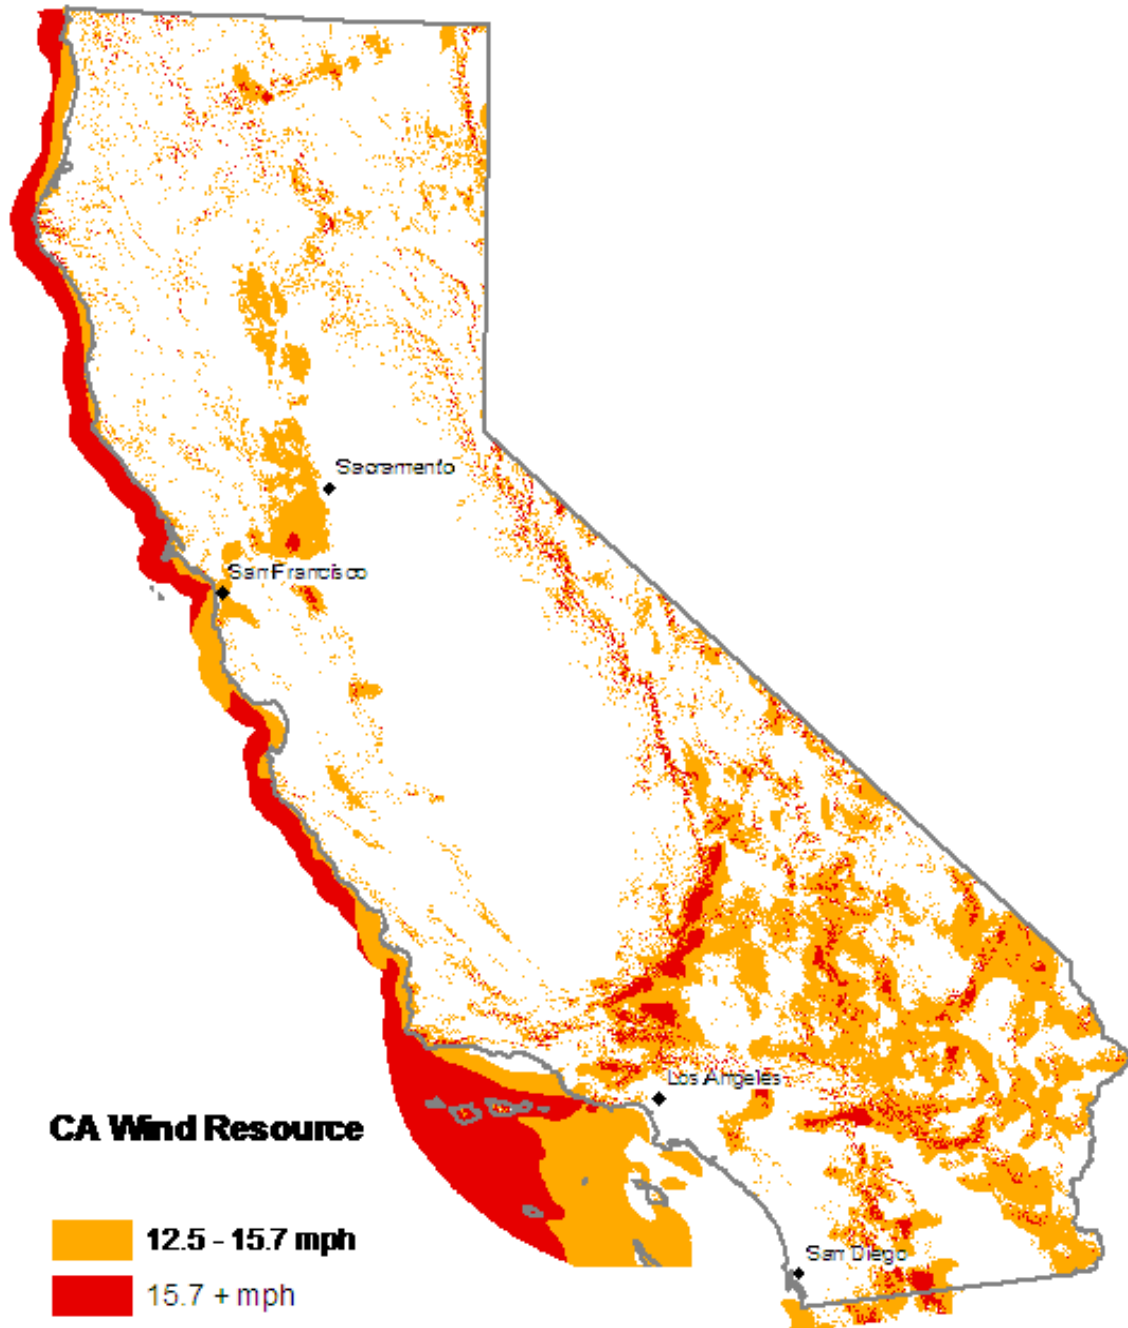 Sacramento
San Francisco
Los Angeles
CA Wind Resource
12.5 - 15.7 mph
San Diego
15.7 + mph